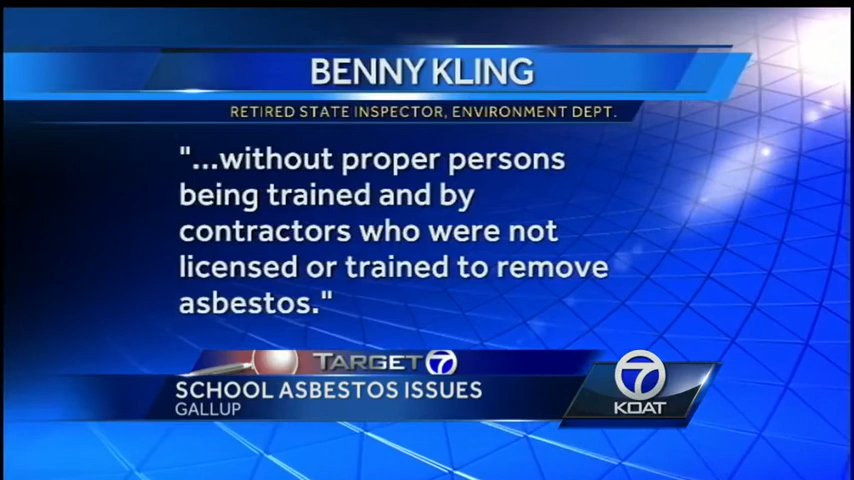 BENNY KLING
RETIRED STATE INSPECTOR, ENVIRONMENT DEPT.
"...without proper persons
being trained and by
contractors who were not
licensed or trained to remove
asbestos."
TARGET 7
SCHOOL ASBESTOS ISSUES
GALLUP
7
KOAT